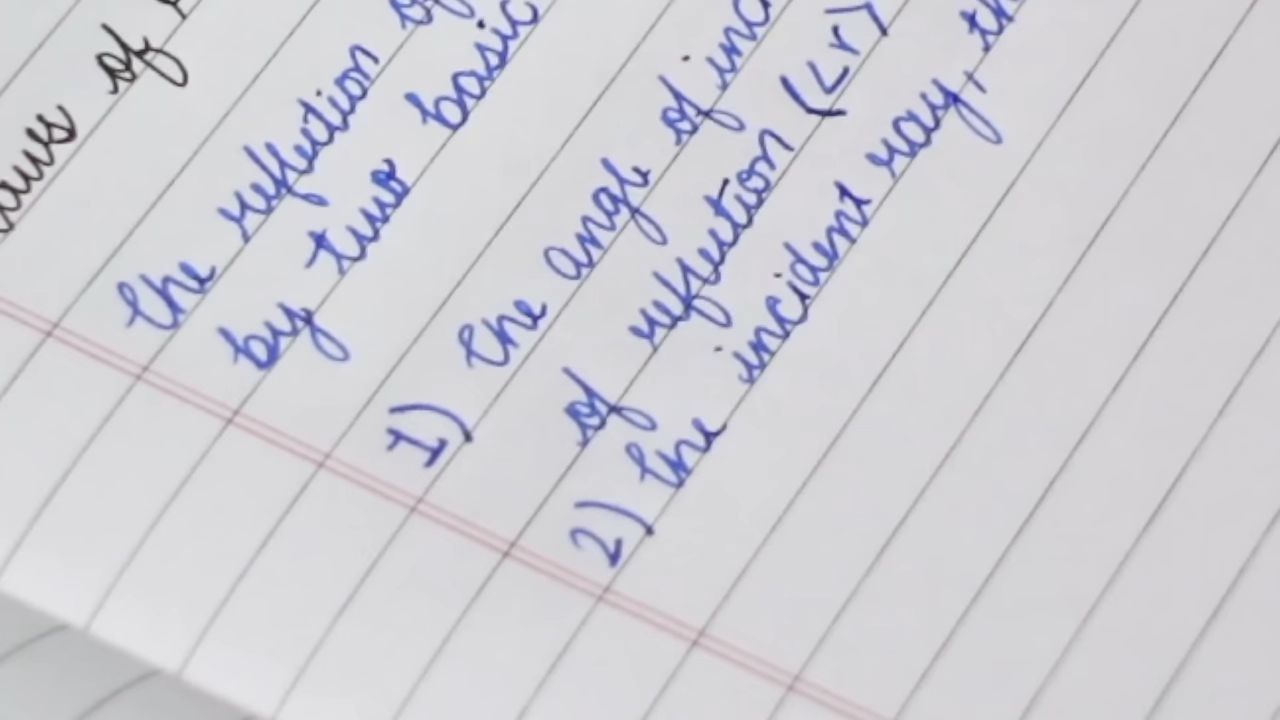 laws of
The reflection of
by two basic
1) The angle of inc
of reflection (∠r)
2) The incident ray, th